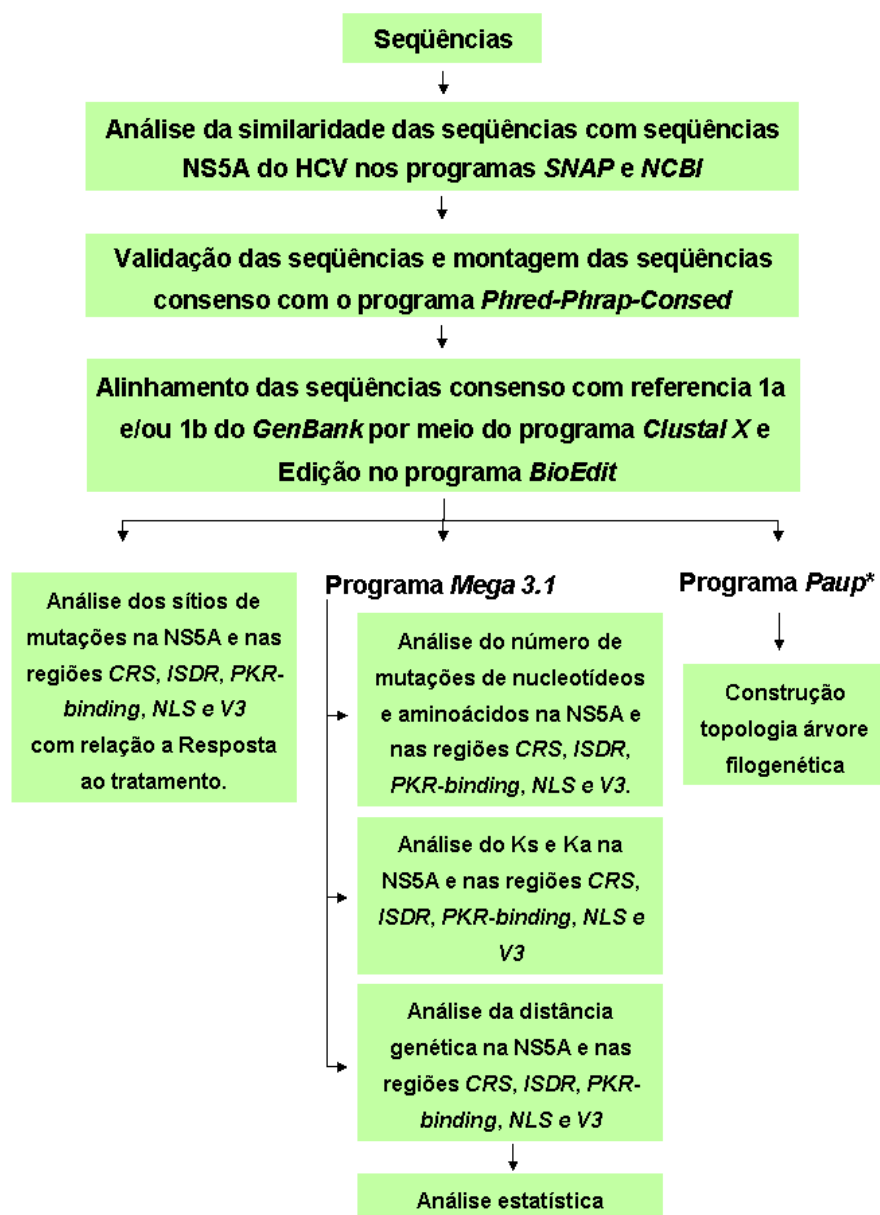 Seqüências
Análise da similaridade das seqüências com seqüências
NS5A do HCV nos programas SNAP e NCBI
Validação das seqüências e montagem das seqüências
consenso com o programa Phred-Phrap-Consed
Alinhamento das seqüências consenso com referencia 1a
e/ou 1b do GenBank por meio do programa Clustal X e
Edição no programa BioEdit
Análise dos sítios de
mutações na NS5A e nas
regiões CRS, ISDR, PKR-
binding, NLS e V3
com relação a Resposta
ao tratamento.
Programa Mega 3.1
Análise do número de
mutações de nucleotídeos
e aminoácidos na NS5A e
nas regiões CRS, ISDR,
PKR-binding, NLS e V3.
Análise do Ks e Ka na
NS5A e nas regiões CRS,
ISDR, PKR-binding, NLS e
V3
Análise da distância
genética na NS5A e nas
regiões CRS, ISDR, PKR-
binding, NLS e V3
Análise estatística
Programa Paup*
Construção
topologia árvore
filogenética